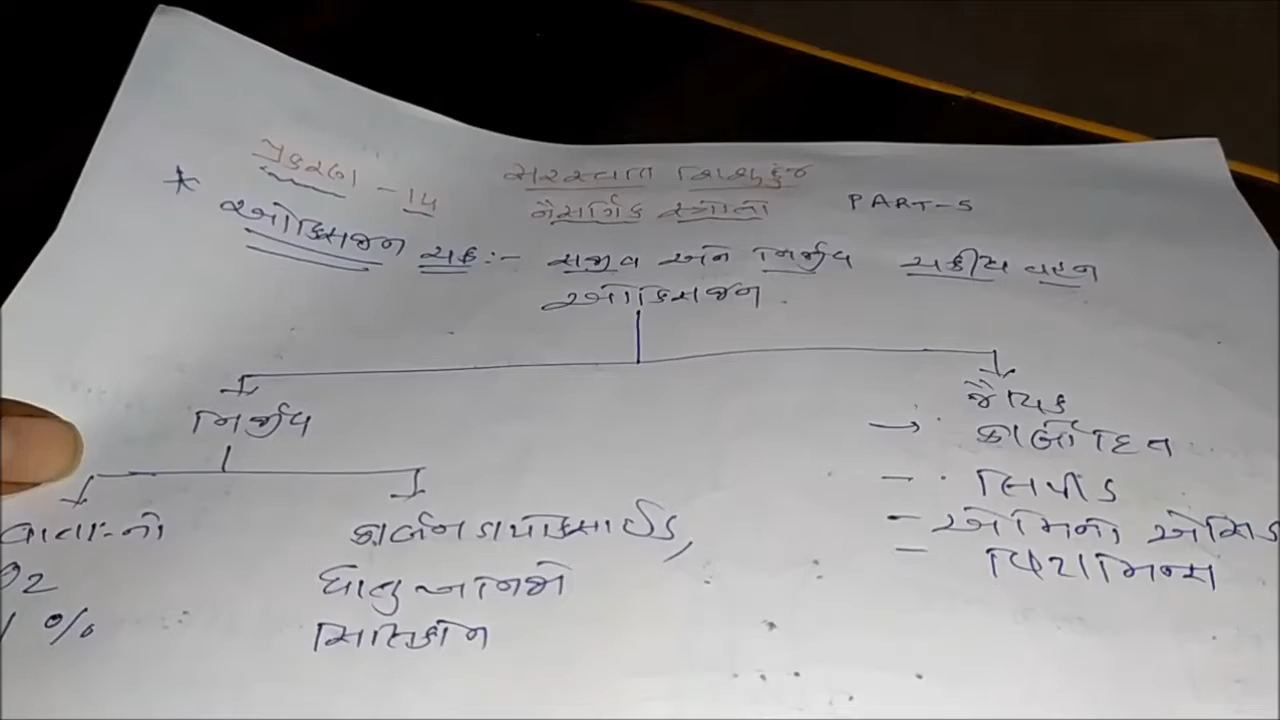 પ્રકરણ - 14 સરસ્વતી શિશુકુંજ
નૈસર્ગિક સ્ત્રોતો PART-5
* ઓક્સિજન ચક્ર :- સજીવ અને નિર્જીવ ચક્રીય વહન
ઓક્સિજન
નિર્જીવ
જૈવિક
→ કાર્બોદિત
- લિપીડ
- એમિનો એસિડ
- વિટામિન્સ
વાતા:નો
O2
%
કાર્બન ડાયોક્સાઈડ,
ધાતુ ખનિજો
સિલિકોન